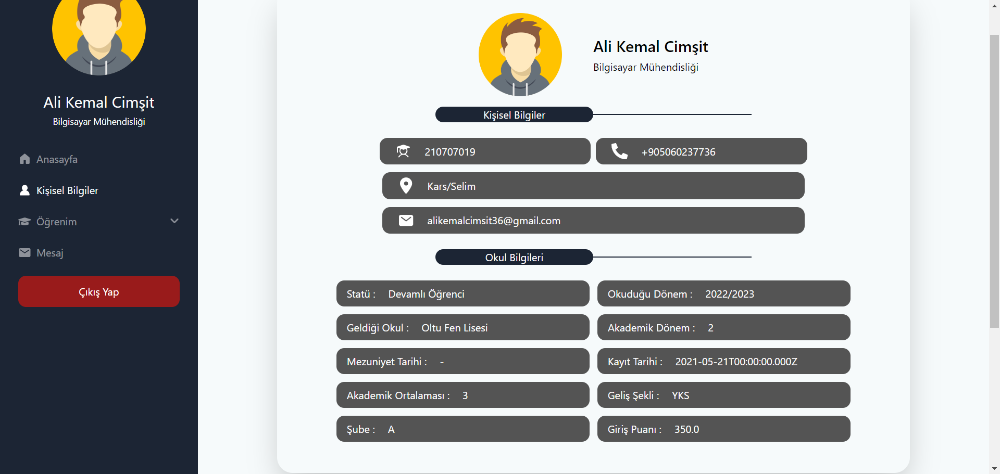 Ali Kemal Cimşit
Bilgisayar Mühendisliği
Anasayfa
Kişisel Bilgiler
Öğrenim
Mesaj
Çıkış Yap
Ali Kemal Cimşit
Bilgisayar Mühendisliği
Kişisel Bilgiler
210707019
+905060237736
Kars/Selim
alikemalcimsit36@gmail.com
Okul Bilgileri
Statü : Devamlı Öğrenci
Okuduğu Dönem : 2022/2023
Geldiği Okul : Oltu Fen Lisesi
Akademik Dönem : 2
Mezuniyet Tarihi : -
Kayıt Tarihi : 2021-05-21T00:00:00.000Z
Akademik Ortalaması : 3
Geliş Şekli : YKS
Şube : A
Giriş Puanı : 350.0